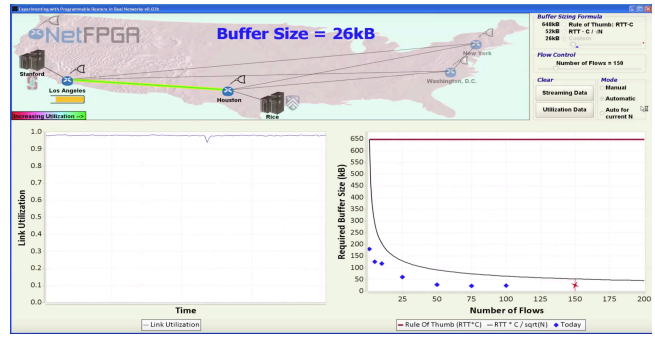 Experimenting with Programmable Routers in Real Networks v0.03b
NetFPGA
Buffer Size = 26kB
New York
Stanford
Los Angeles
Washington, D.C.
Houston
Rice
Increasing Utilization -->
Buffer Sizing Formula
648kB Rule of Thumb: RTT·C
52kB RTT · C / √N
26kB Custom
Flow Control
Number of Flows = 150
Clear
Mode
Streaming Data
Manual
Automatic
Utilization Data
Auto for
current N
1.0
0.9
0.8
0.7
0.6
0.5
0.4
0.3
0.2
0.1
0.0
Link Utilization
Time
Link Utilization
650
600
550
500
450
400
350
300
250
200
150
100
50
0
Required Buffer Size (kB)
25 50 75 100 125 150 175 200
Number of Flows
Rule Of Thumb (RTT*C) RTT * C / sqrt(N) Today